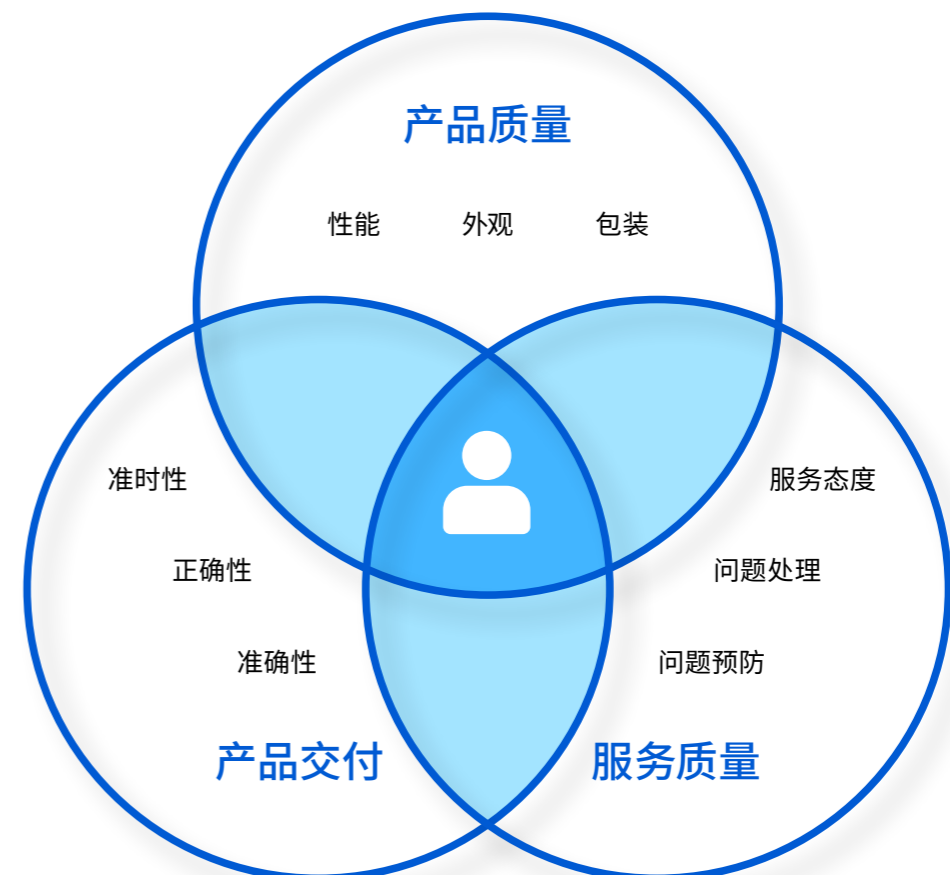 产品质量
性能 外观 包装
准时性
服务态度
正确性
问题处理
准确性
问题预防
产品交付
服务质量